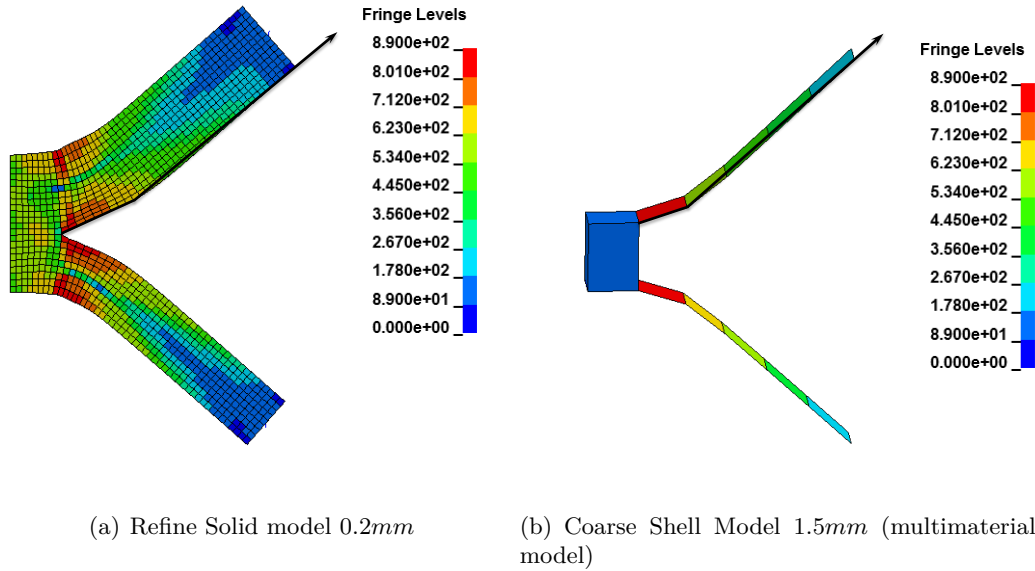 Fringe Levels
8.900e+02
8.010e+02
7.120e+02
6.230e+02
5.340e+02
4.450e+02
3.560e+02
2.670e+02
1.780e+02
8.900e+01
0.000e+00
Fringe Levels
8.900e+02
8.010e+02
7.120e+02
6.230e+02
5.340e+02
4.450e+02
3.560e+02
2.670e+02
1.780e+02
8.900e+01
0.000e+00
(a) Refine Solid model 0.2mm
(b) Coarse Shell Model 1.5mm (multimaterial
model)